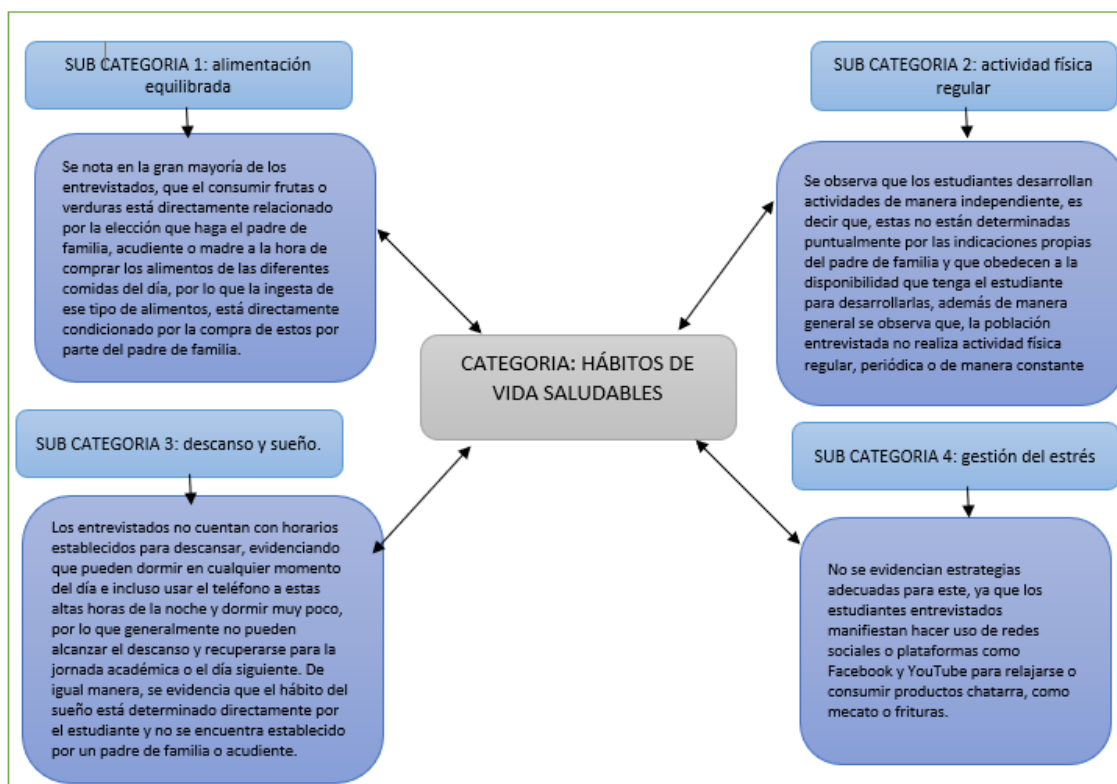 SUB CATEGORIA 1: alimentación
equilibrada
Se nota en la gran mayoría de los
entrevistados, que el consumir frutas o
verduras está directamente relacionado
por la elección que haga el padre de
familia, acudiente o madre a la hora de
comprar los alimentos de las diferentes
comidas del día, por lo que la ingesta de
ese tipo de alimentos, está directamente
condicionado por la compra de estos por
parte del padre de familia.
SUB CATEGORIA 2: actividad física
regular
Se observa que los estudiantes desarrollan
actividades de manera independiente, es
decir que, estas no están determinadas
puntualmente por las indicaciones propias
del padre de familia y que obedecen a la
disponibilidad que tenga el estudiante
para desarrollarlas, además de manera
general se observa que, la población
entrevistada no realiza actividad física
regular, periódica o de manera constante
CATEGORIA: HÁBITOS DE
VIDA SALUDABLES
SUB CATEGORIA 3: descanso y sueño.
Los entrevistados no cuentan con horarios
establecidos para descansar, evidenciando
que pueden dormir en cualquier momento
del día e incluso usar el teléfono a estas
altas horas de la noche y dormir muy poco,
por lo que generalmente no pueden
alcanzar el descanso y recuperarse para la
jornada académica o el día siguiente. De
igual manera, se evidencia que el hábito del
sueño está determinado directamente por
el estudiante y no se encuentra establecido
por un padre de familia o acudiente.
SUB CATEGORIA 4: gestión del estrés
No se evidencian estrategias
adecuadas para este, ya que los
estudiantes entrevistados
manifiestan hacer uso de redes
sociales o plataformas como
Facebook y YouTube para relajarse o
consumir productos chatarra, como
mecato o frituras.